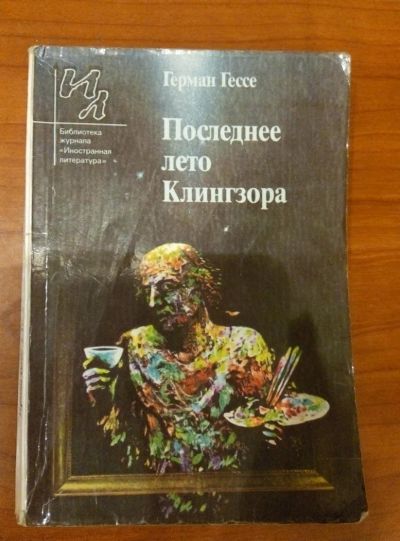 ИЛ
Библиотека
журнала
«Иностранная
литература»
Герман Гессе
Последнее
лето
Клингзора